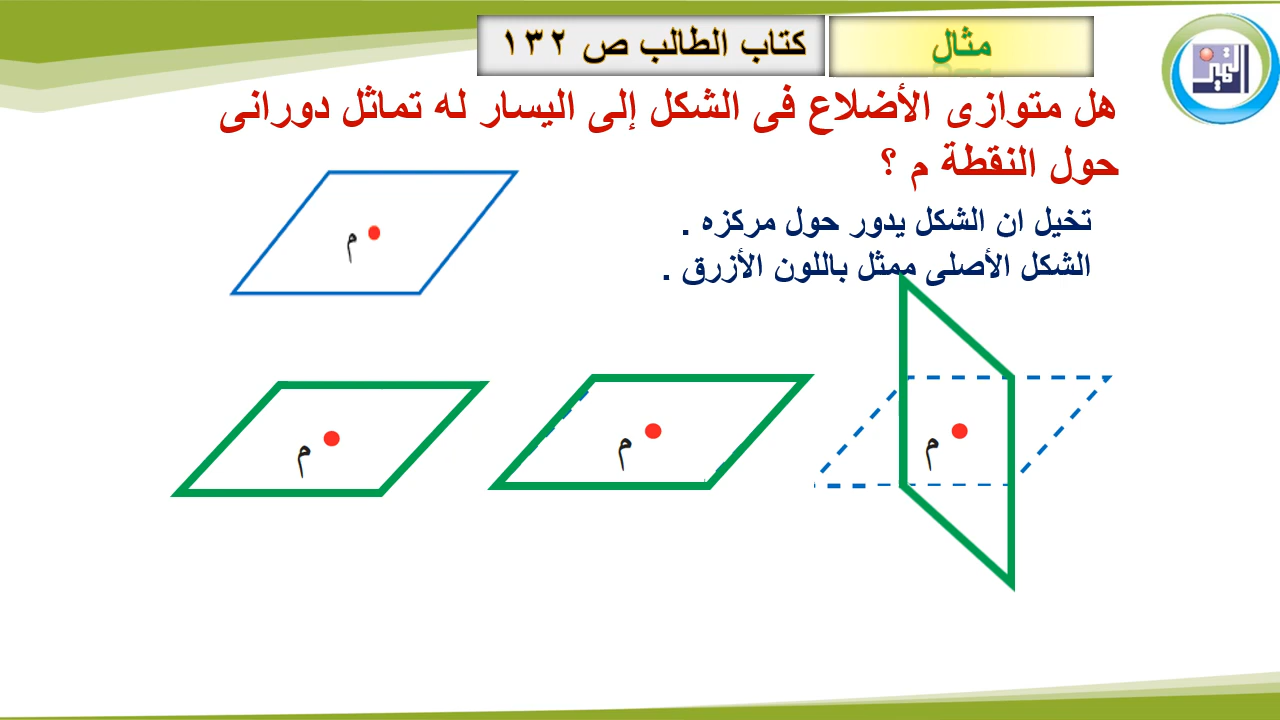 مثال
كتاب الطالب ص ١٣٢
التميز
هل متوازى الأضلاع فى الشكل إلى اليسار له تماثل دورانى
حول النقطة م ؟
تخيل ان الشكل يدور حول مركزه .
الشكل الأصلى ممثل باللون الأزرق .
م
م
م
م